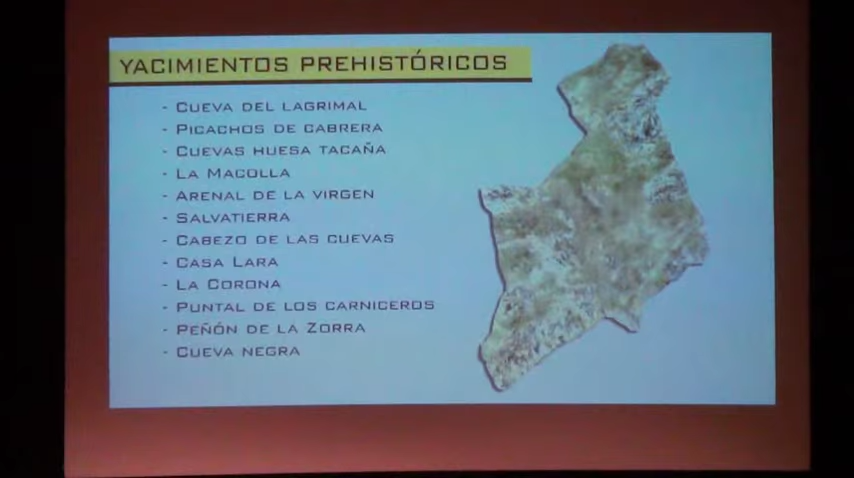 YACIMIENTOS PREHISTÓRICOS
- CUEVA DEL LAGRIMAL
- PICACHOS DE CABRERA
- CUEVAS HUESA TACAÑA
- LA MACOLLA
- ARENAL DE LA VIRGEN
- SALVATIERRA
- CABEZO DE LAS CUEVAS
- CASA LARA
- LA CORONA
- PUNTAL DE LOS CARNICEROS
- PEÑÓN DE LA ZORRA
- CUEVA NEGRA